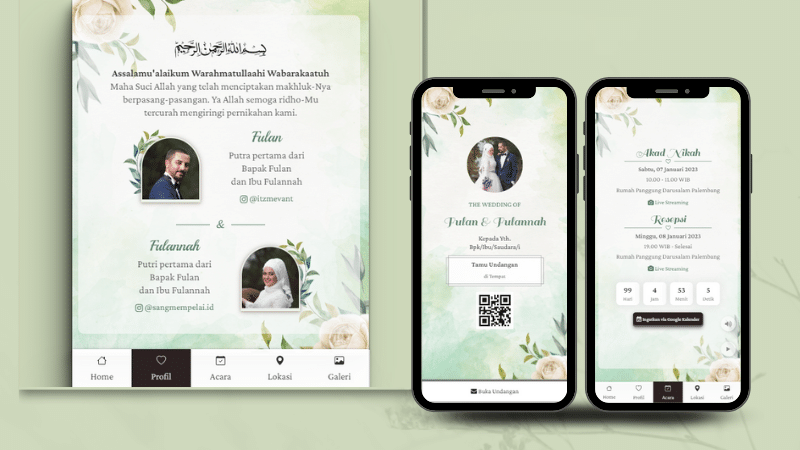 بِسْمِ اللهِ الرَّحْمٰنِ الرَّحِيْمِ
Assalamu'alaikum Warahmatullaahi Wabarakaatuh
Maha Suci Allah yang telah menciptakan makhluk-Nya
berpasang-pasangan. Ya Allah semoga ridho-Mu
tercurah mengiringi pernikahan kami.
Fulan
Putra pertama dari
Bapak Fulan
dan Ibu Fulannah
@itzmevant
&
Fulannah
Putri pertama dari
Bapak Fulan
dan Ibu Fulannah
@sangmempelai.id
Home
Profil
Acara
Lokasi
Galeri
THE WEDDING OF
Fulan & Fulannah
Kepada Yth.
Bpk/Ibu/Saudara/i
Tamu Undangan
di Tempat
Buka Undangan
Akad Nikah
Sabtu, 07 Januari 2023
10.00 - 11.00 WIB
Rumah Panggung Darusalam Palembang
Live Streaming
Resepsi
Minggu, 08 Januari 2023
19.00 WIB - Selesai
Rumah Panggung Darusalam Palembang
Live Streaming
99 4 53 5
Hari Jam Menit Detik
Ingatkan via Google Kalender
Home
Profil
Acara
Lokasi
Galeri